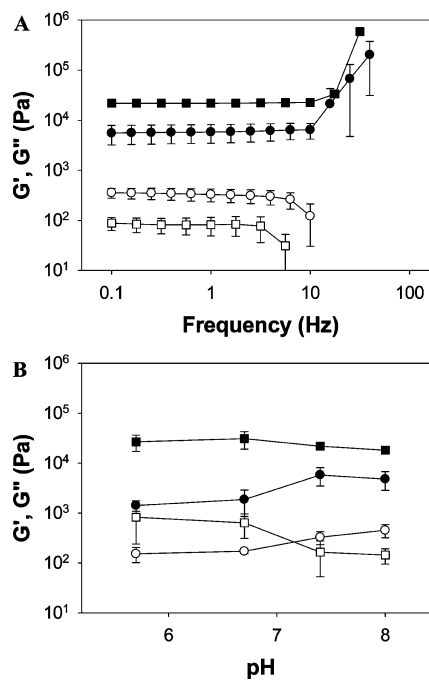 A
10⁶
10⁵
10⁴
10³
10²
10¹
G', G" (Pa)
0.1 1 10 100
Frequency (Hz)
B
10⁶
10⁵
10⁴
10³
10²
10¹
G', G" (Pa)
6 7 8
pH